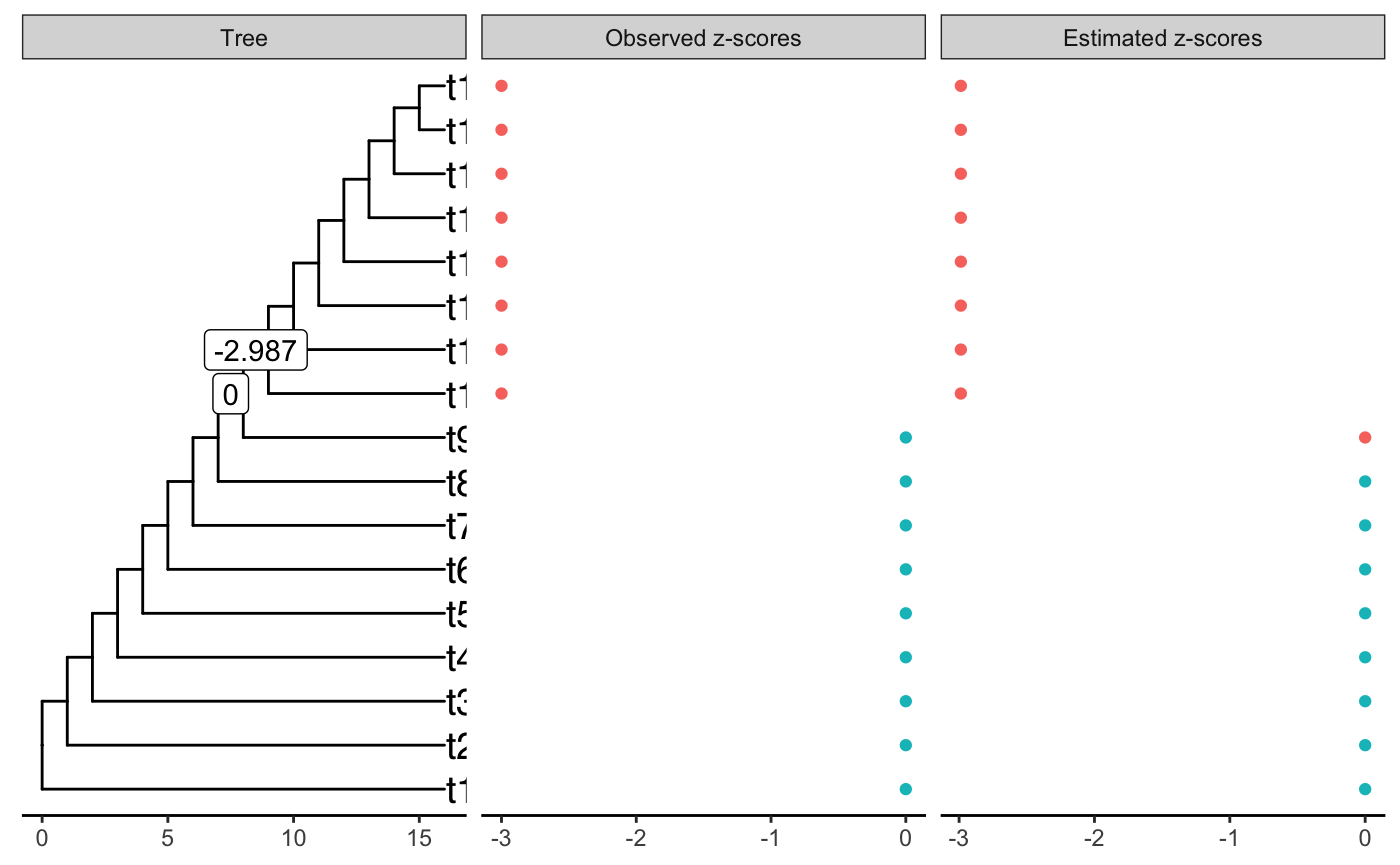 Tree
Observed z-scores
Estimated z-scores
t1
t1
t1
t1
t1
t1
-2.987
t1
0
t1
t9
t8
t7
t6
t5
t4
t3
t2
t1
0 5 10 15
-3 -2 -1 0
-3 -2 -1 0